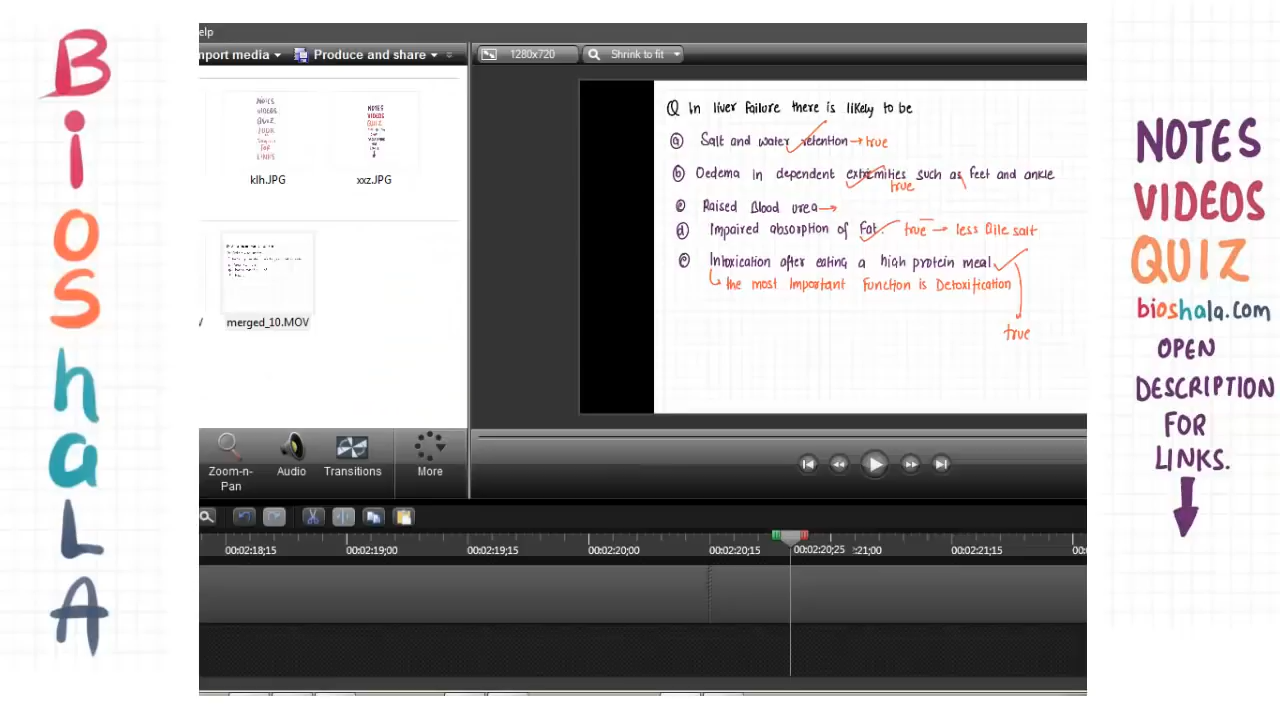 BioshaLA
elp
mport media
Produce and share
klh.JPG
xxz.JPG
merged_10.MOV
Zoom-n-Pan
Audio
Transitions
More
1280x720
Shrink to fit
Q In liver failure there is likely to be
a Salt and water retention → true
b Oedema in dependent extremities such as feet and ankle
true
c Raised Blood urea →
d Impaired absorption of fat. true → less Bile salt
e Intoxication after eating a high protein meal
the most Important Function is Detoxification
true
00:02:18;15
00:02:19;00
00:02:19;15
00:02:20;00
00:02:20;15
00:02:20;25
:21;00
00:02:21;15
00:0
NOTES
VIDEOS
QUIZ
bioshala.com
OPEN
DESCRIPTION
FOR
LINKS.